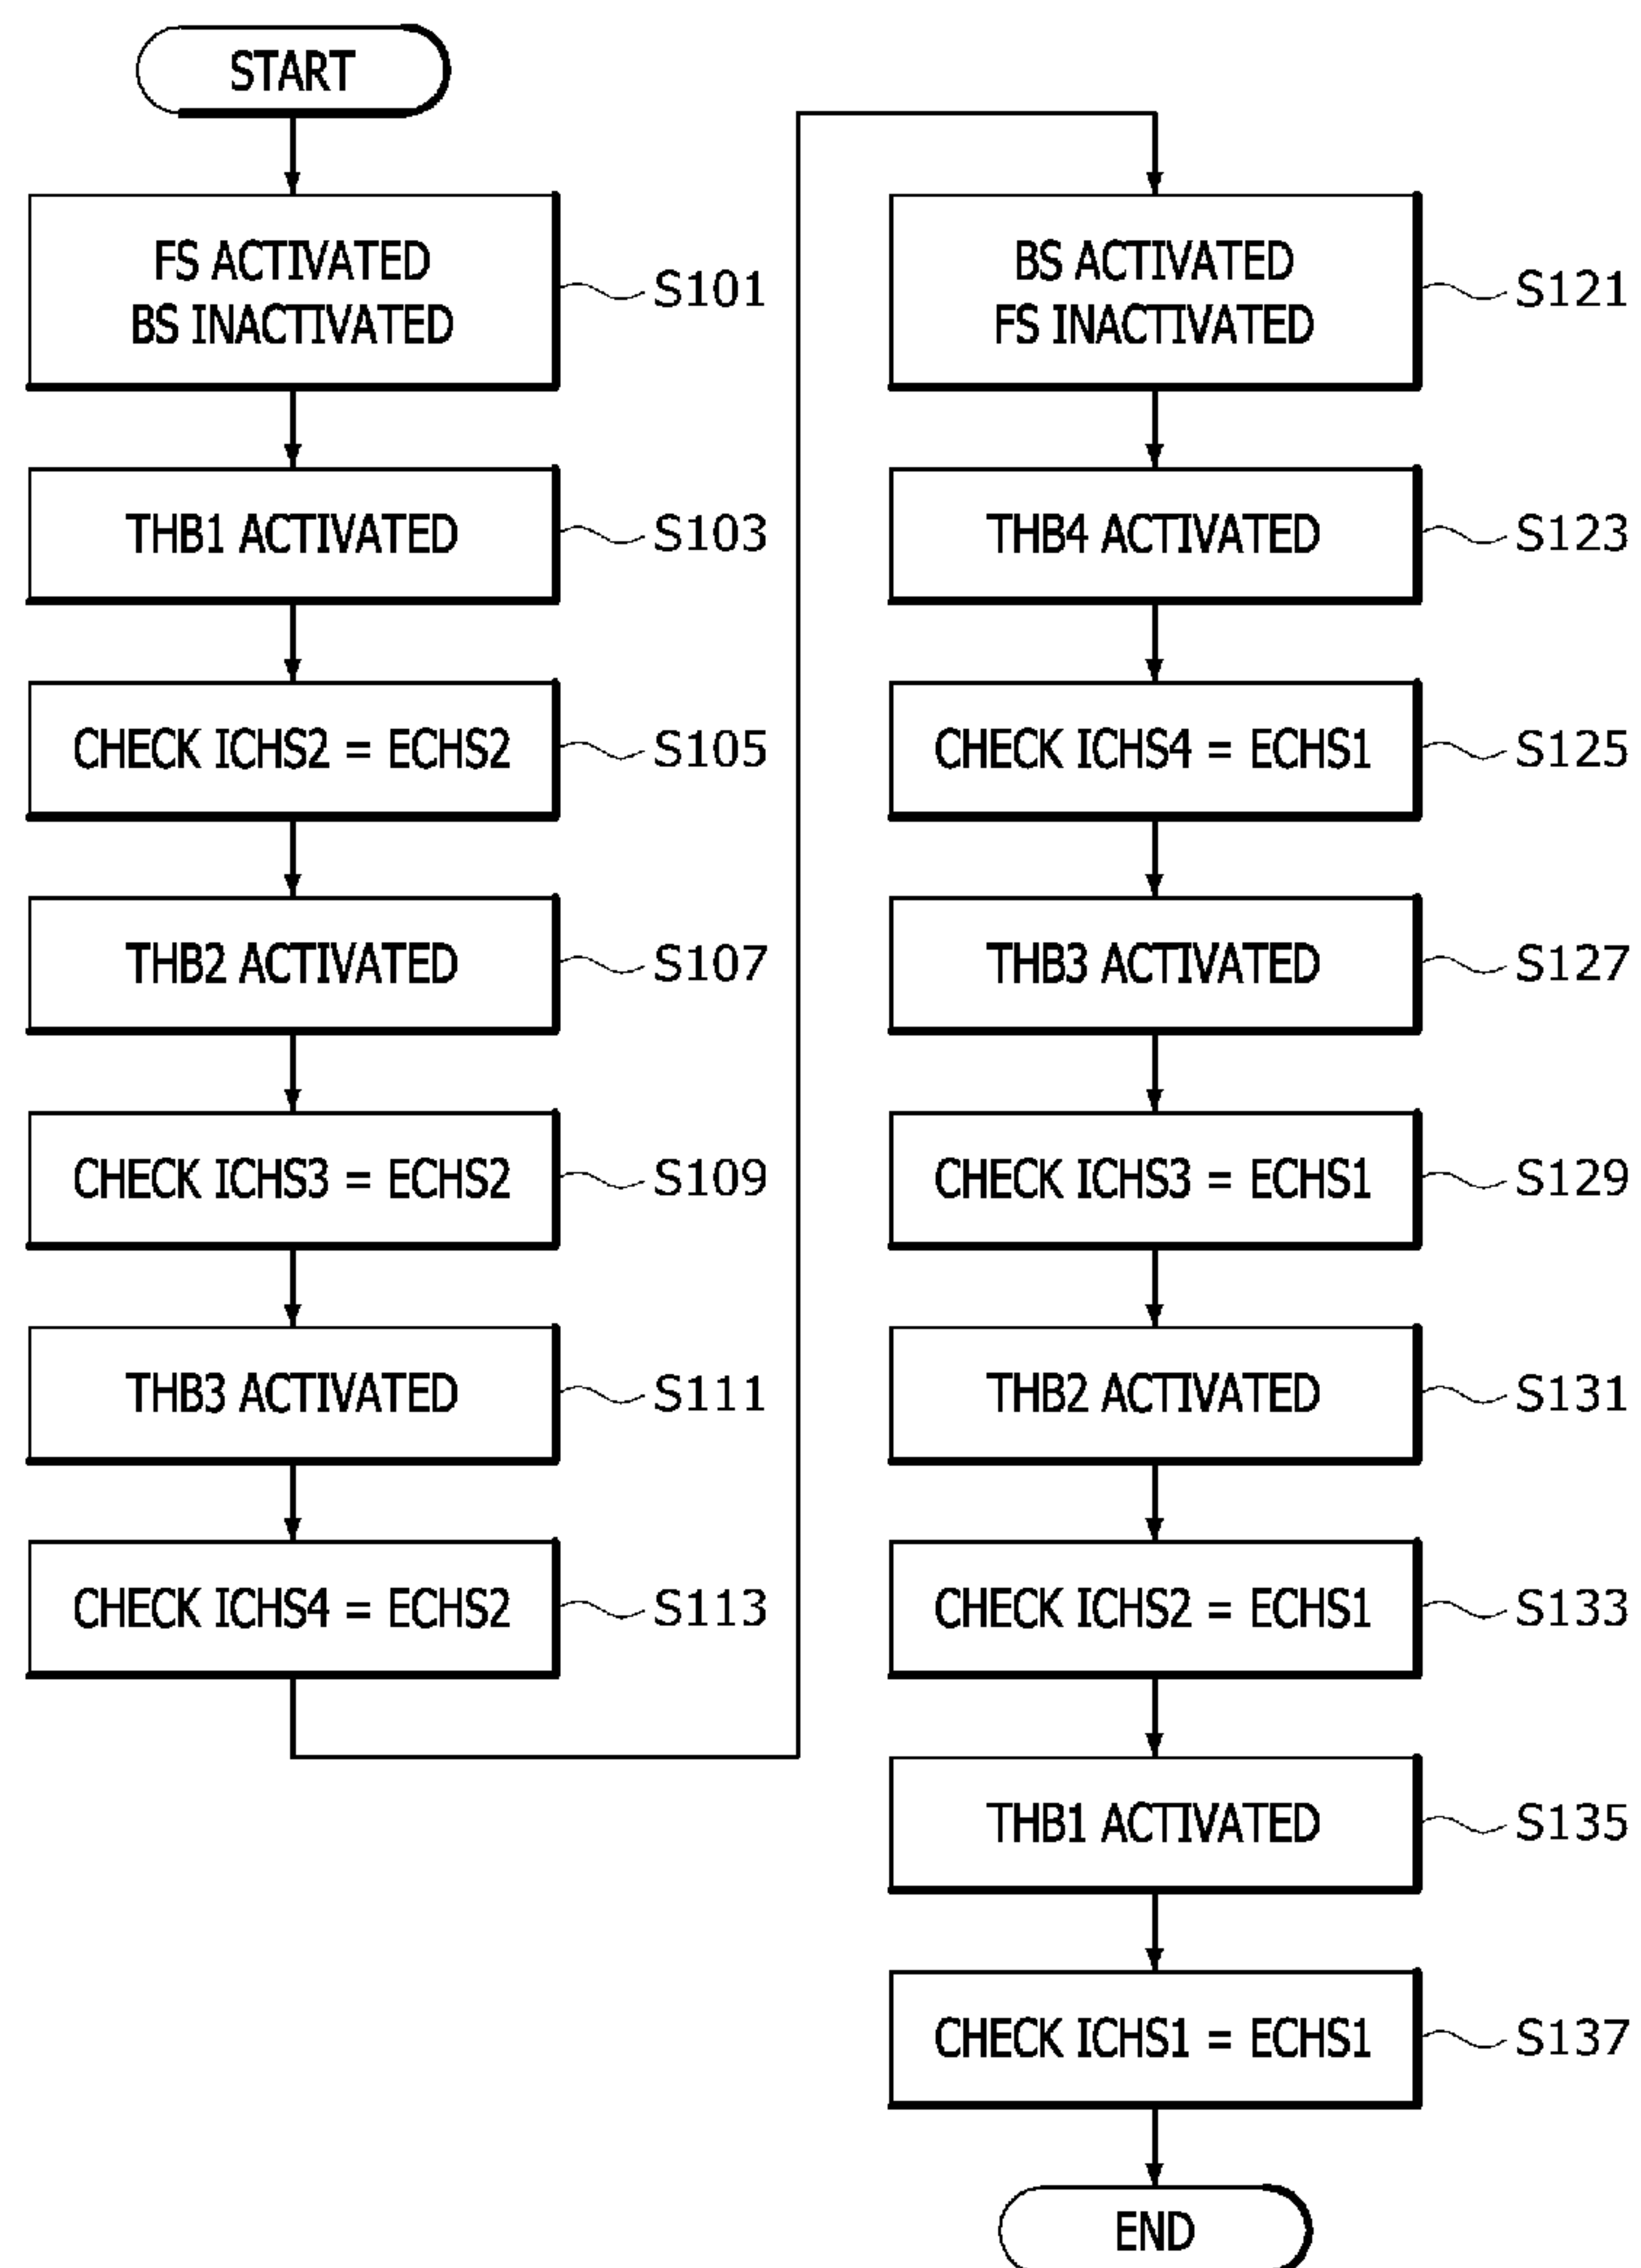 START
FS ACTIVATED
BS INACTIVATED
S101
THB1 ACTIVATED
S103
CHECK ICHS2 = ECHS2
S105
THB2 ACTIVATED
S107
CHECK ICHS3 = ECHS2
S109
THB3 ACTIVATED
S111
CHECK ICHS4 = ECHS2
S113
BS ACTIVATED
FS INACTIVATED
S121
THB4 ACTIVATED
S123
CHECK ICHS4 = ECHS1
S125
THB3 ACTIVATED
S127
CHECK ICHS3 = ECHS1
S129
THB2 ACTIVATED
S131
CHECK ICHS2 = ECHS1
S133
THB1 ACTIVATED
S135
CHECK ICHS1 = ECHS1
S137
END